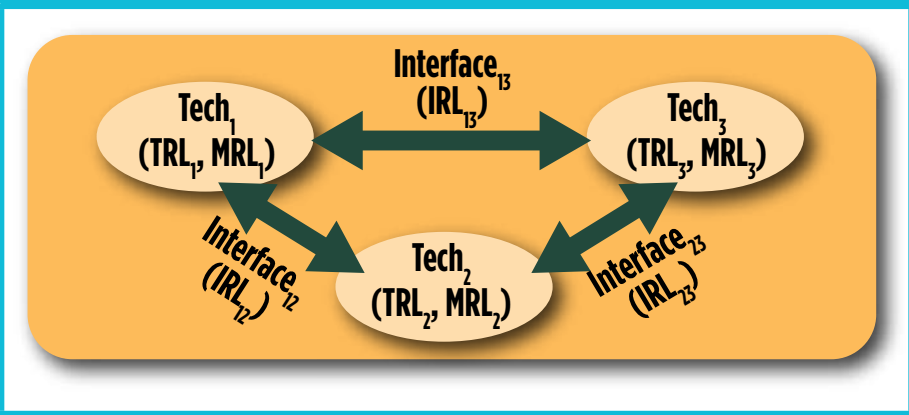 Interface₁₃
(IRL₁₃)
Tech₁
(TRL₁, MRL₁)
Tech₃
(TRL₃, MRL₃)
Interface₁₂
(IRL₁₂)
Tech₂
(TRL₂, MRL₂)
Interface₂₃
(IRL₂₃)